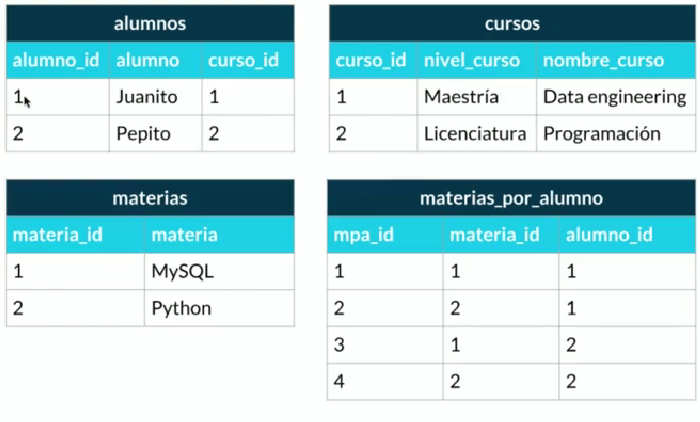 alumnos
alumno_id alumno curso_id
1 Juanito 1
2 Pepito 2
cursos
curso_id nivel_curso nombre_curso
1 Maestría Data engineering
2 Licenciatura Programación
materias
materia_id materia
1 MySQL
2 Python
materias_por_alumno
mpa_id materia_id alumno_id
1 1 1
2 2 1
3 1 2
4 2 2